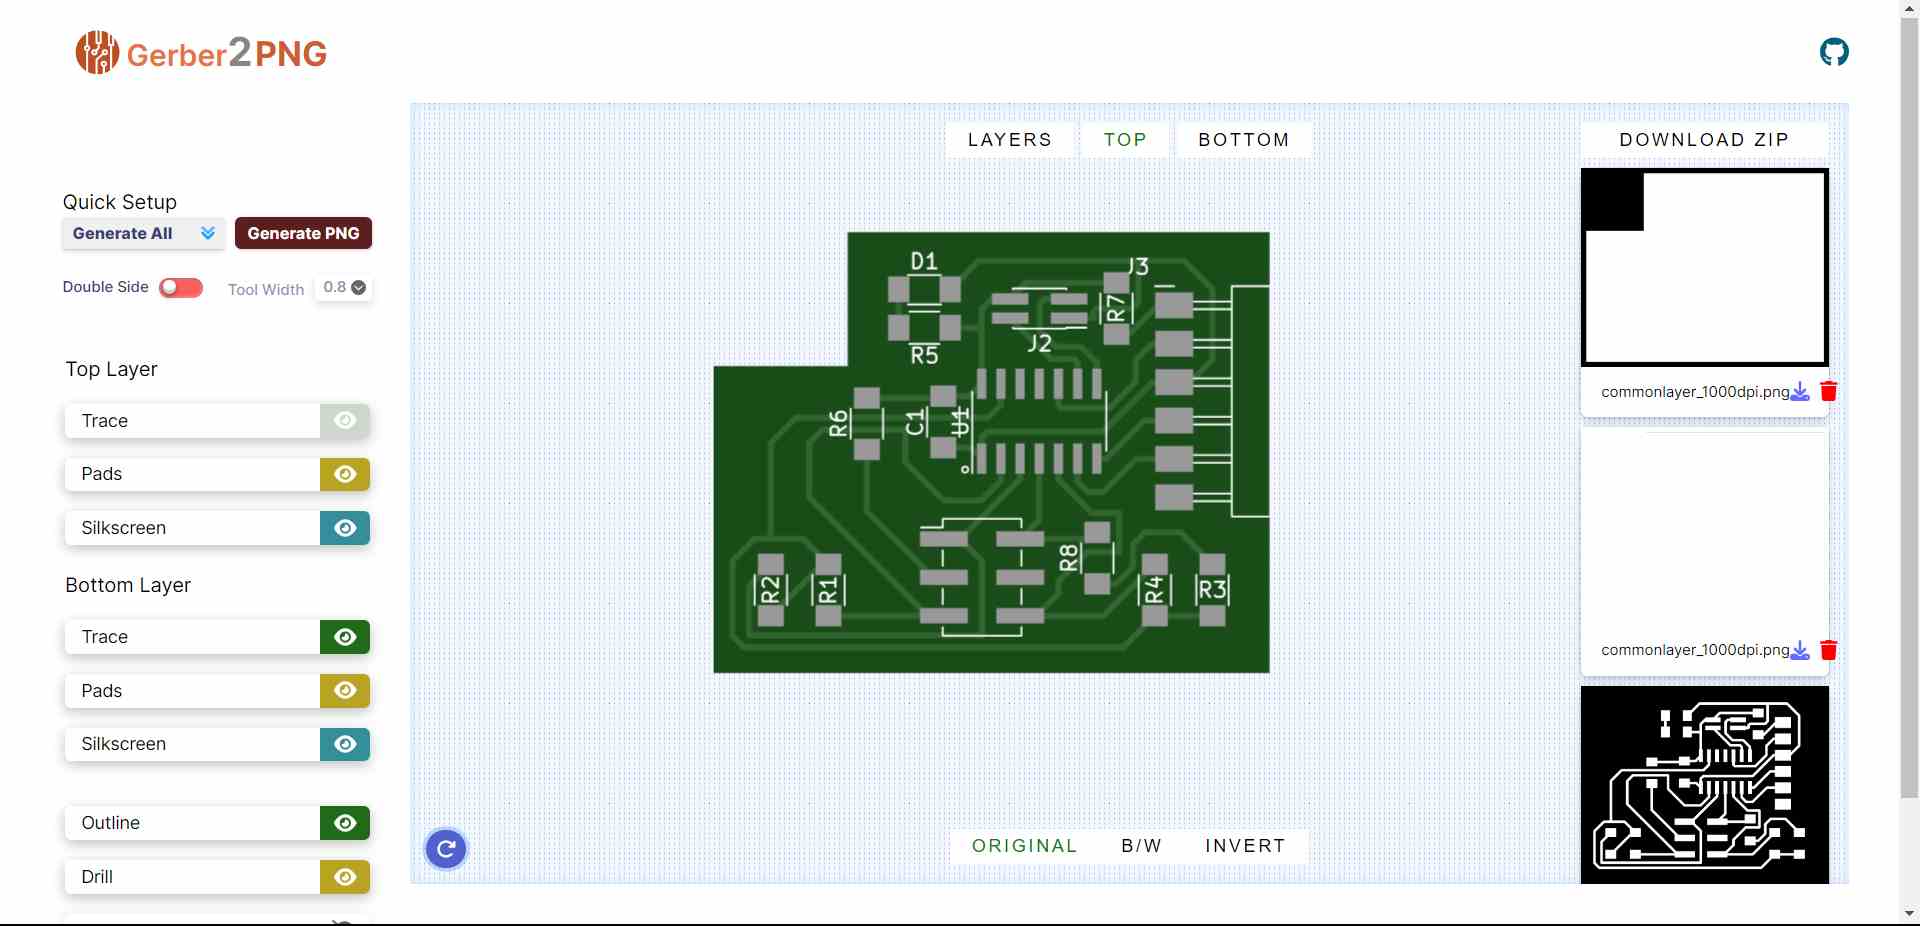 Gerber2PNG
LAYERS
TOP
BOTTOM
DOWNLOAD ZIP
Quick Setup
Generate All
Generate PNG
Double Side
Tool Width
0.8
Top Layer
Trace
Pads
Silkscreen
Bottom Layer
Trace
Pads
Silkscreen
Outline
Drill
D1
J3
R7
J2
R5
R6
C1
U1
R8
R2
R1
R4
R3
ORIGINAL
B/W
INVERT
commonlayer_1000dpi.png
commonlayer_1000dpi.png